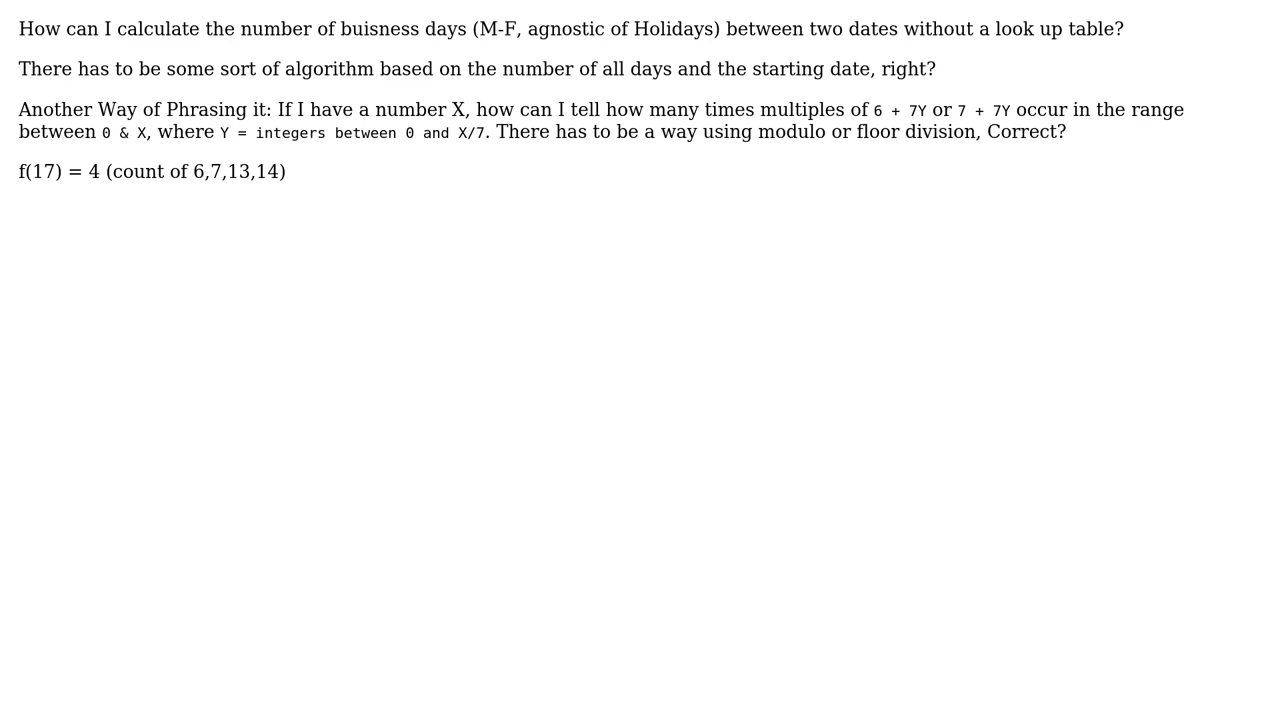 How can I calculate the number of buisness days (M-F, agnostic of Holidays) between two dates without a look up table?
There has to be some sort of algorithm based on the number of all days and the starting date, right?
Another Way of Phrasing it: If I have a number X, how can I tell how many times multiples of 6 + 7Y or 7 + 7Y occur in the range
between 0 & X, where Y = integers between 0 and X/7. There has to be a way using modulo or floor division, Correct?
f(17) = 4 (count of 6,7,13,14)